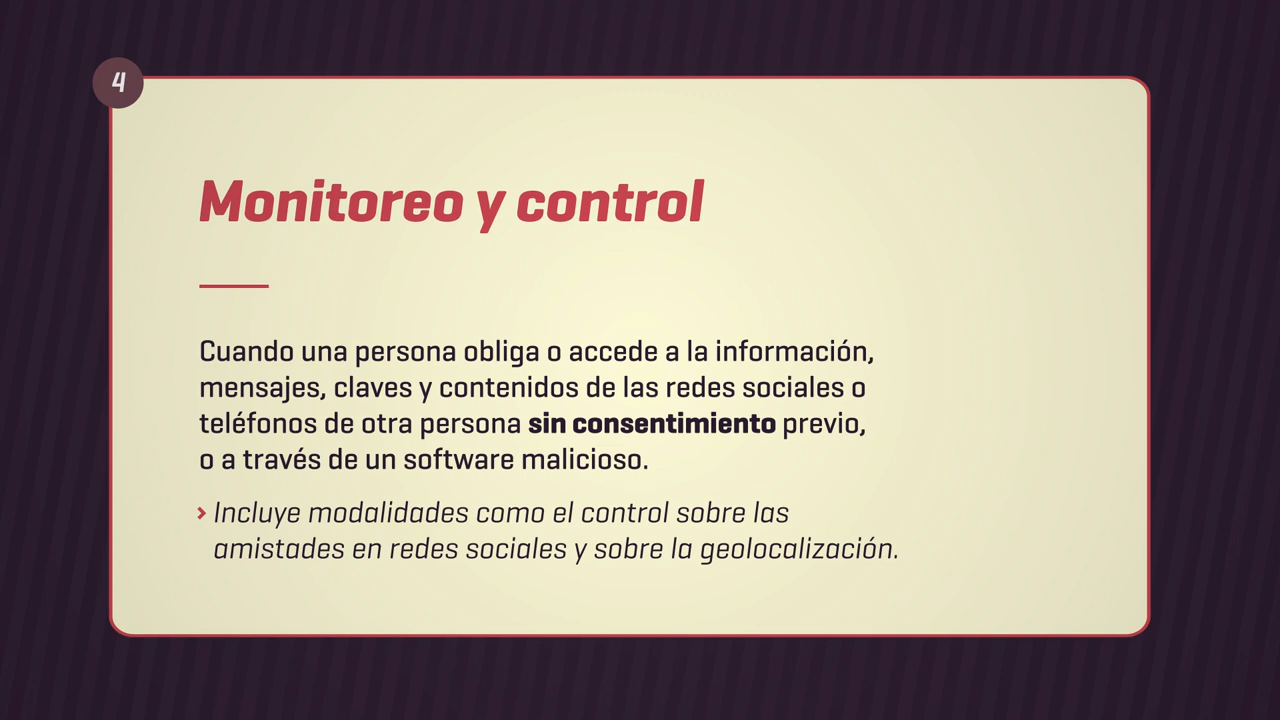 4
Monitoreo y control
Cuando una persona obliga o accede a la información,
mensajes, claves y contenidos de las redes sociales o
teléfonos de otra persona sin consentimiento previo,
o a través de un software malicioso.
› Incluye modalidades como el control sobre las
amistades en redes sociales y sobre la geolocalización.